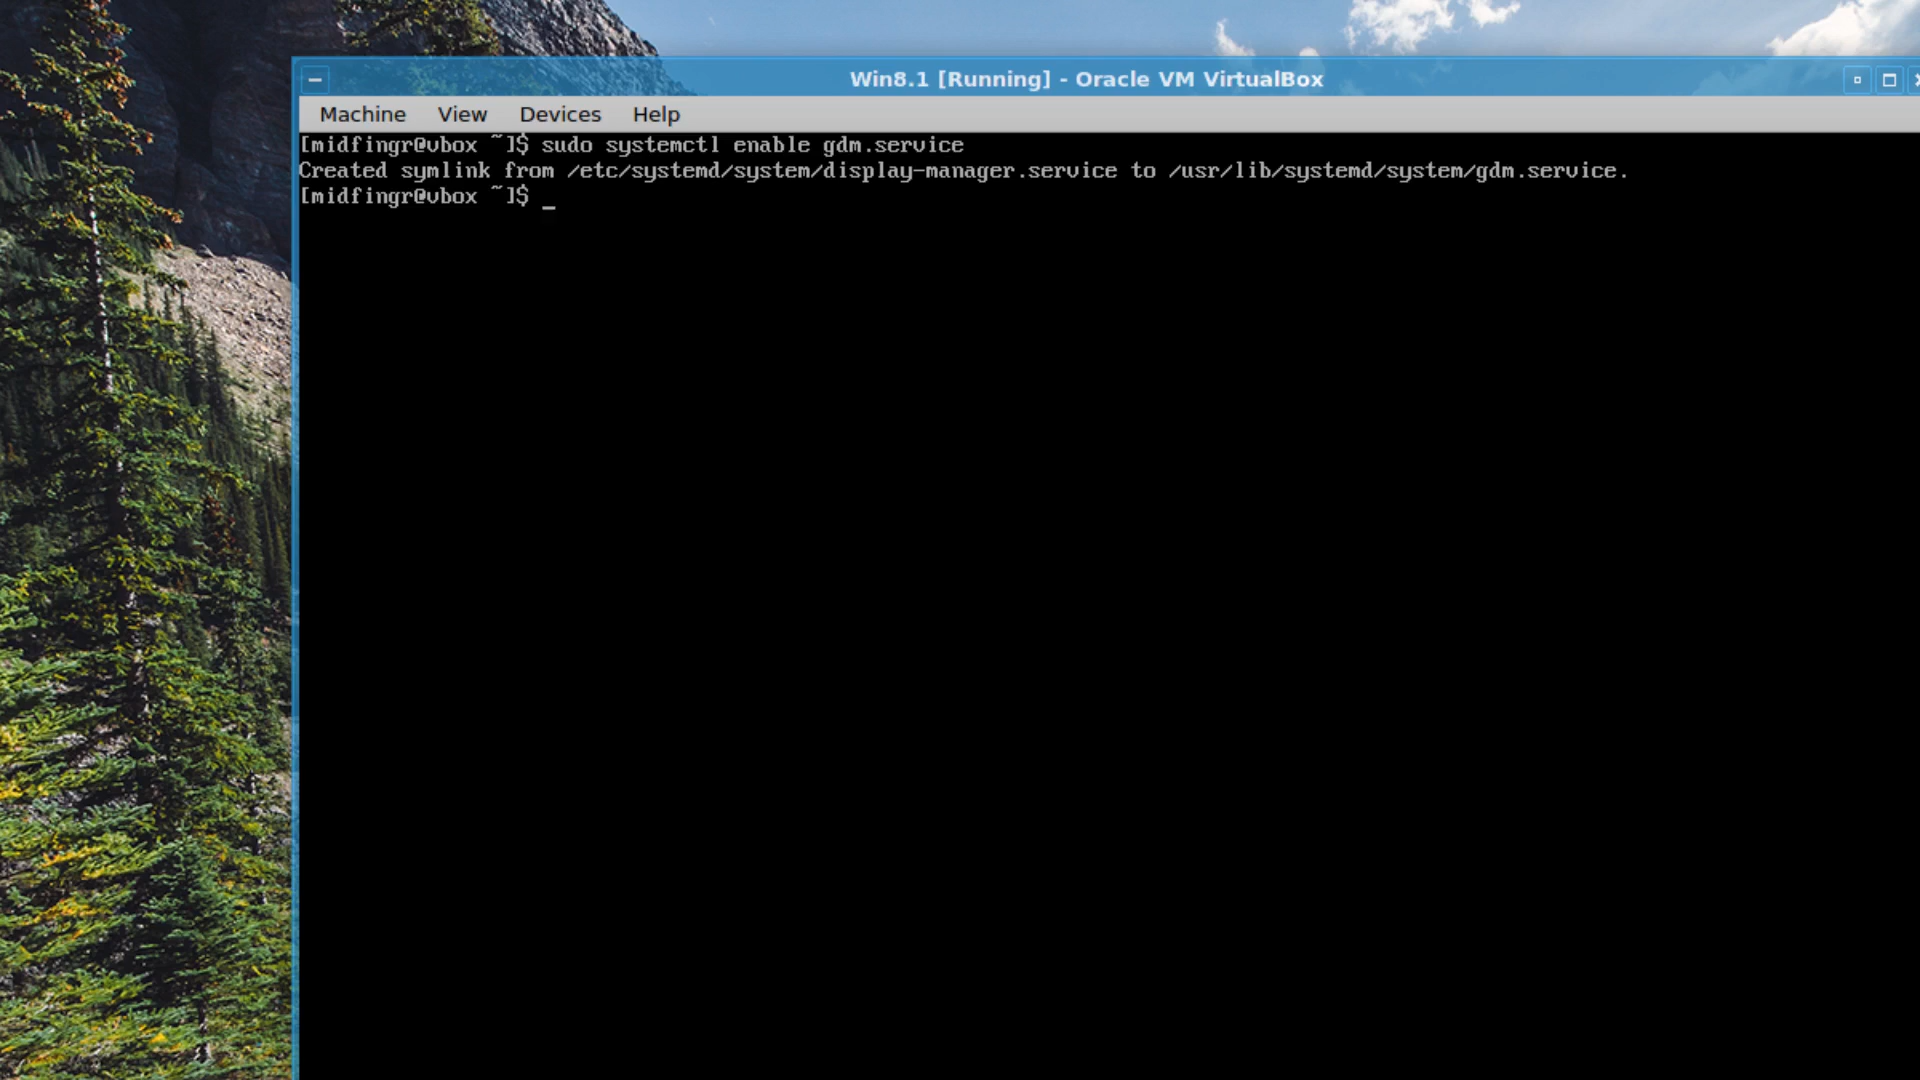 Win8.1 [Running] - Oracle VM VirtualBox
Machine View Devices Help
[midfingr@vbox ~]$ sudo systemctl enable gdm.service
Created symlink from /etc/systemd/system/display-manager.service to /usr/lib/systemd/system/gdm.service.
[midfingr@vbox ~]$ _